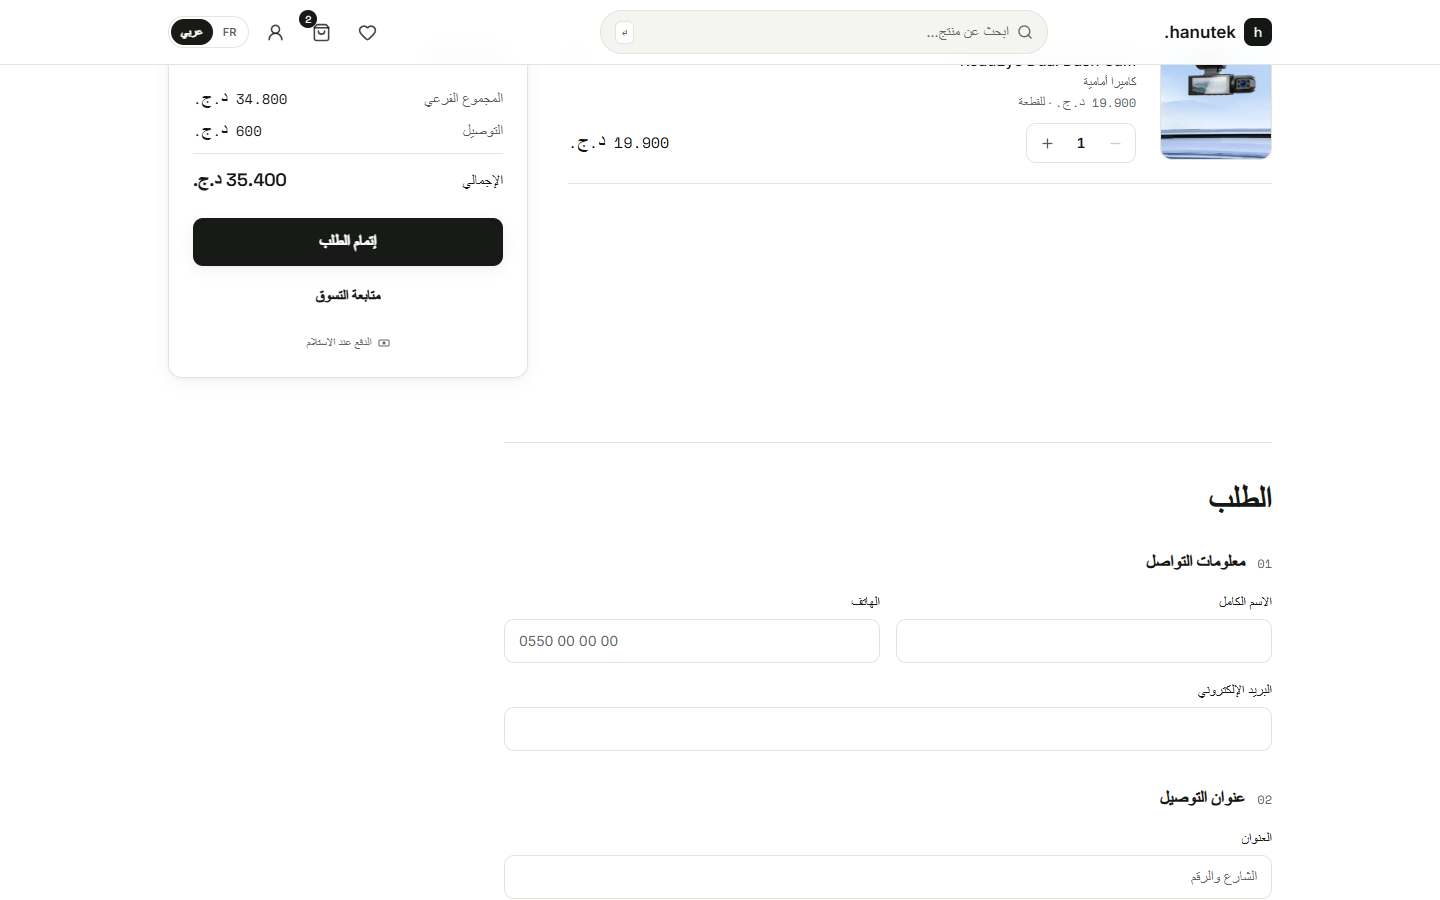 hanutek.
h
ابحث عن منتج...
2
FR
عربي
كاميرا أمامية
19.900 د.ج. · للقطعة
1
19.900 د.ج.
المجموع الفرعي
34.800 د.ج.
التوصيل
600 د.ج.
الإجمالي
35.400 د.ج.
إتمام الطلب
متابعة التسوق
الدفع عند الاستلام
الطلب
01 معلومات التواصل
الاسم الكامل
الهاتف
0550 00 00 00
البريد الإلكتروني
02 عنوان التوصيل
العنوان
الشارع والرقم